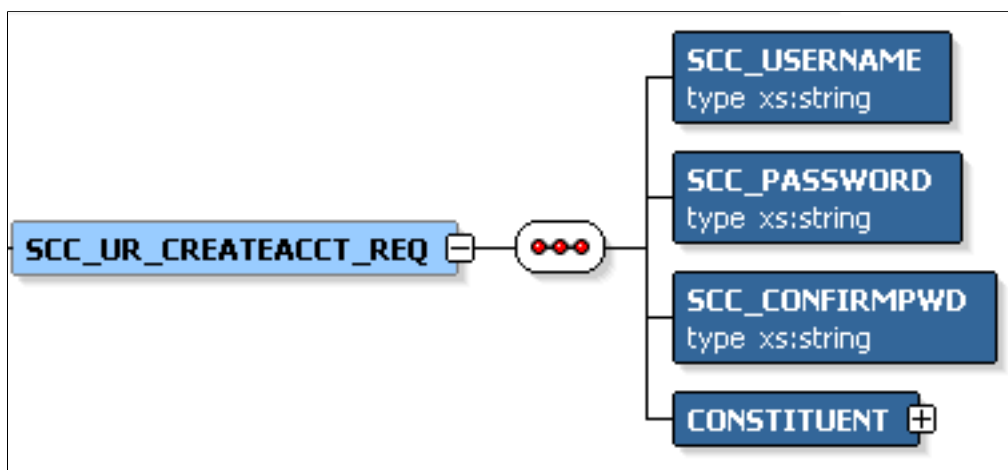 SCC_USERNAME
type xs:string
SCC_PASSWORD
type xs:string
SCC_UR_CREATEACCT_REQ
SCC_CONFIRMPWD
type xs:string
CONSTITUENT